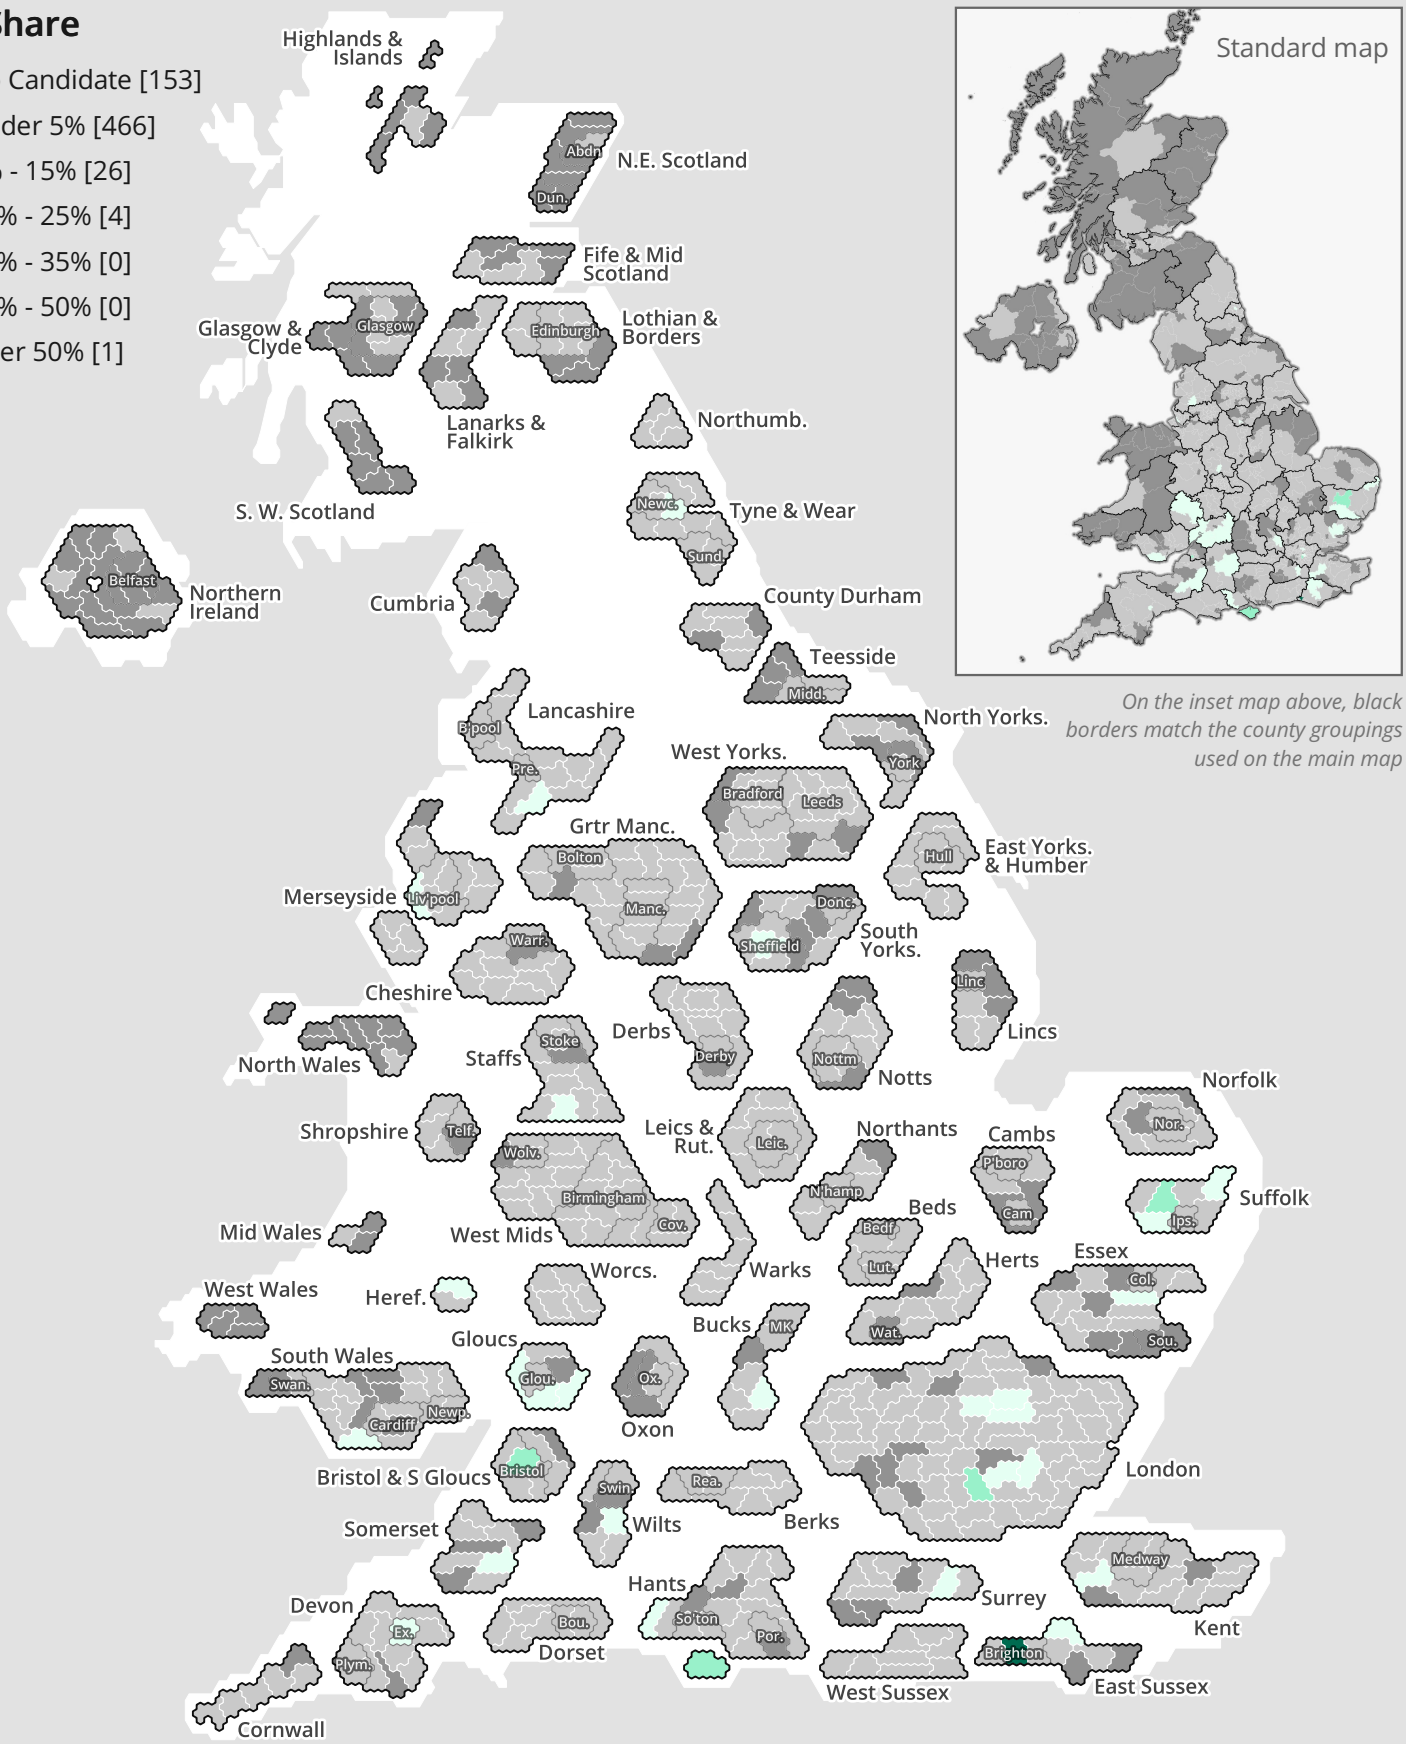 Share
Candidate [153]
der 5% [466]
- 15% [26]
% - 25% [4]
% - 35% [0]
% - 50% [0]
er 50% [1]
Standard map
On the inset map above, black
borders match the county groupings
used on the main map
Highlands &
Islands
Abdn
Dun.
N.E. Scotland
Fife & Mid
Scotland
Glasgow &
Clyde
Glasgow
Edinburgh
Lothian &
Borders
Lanarks &
Falkirk
Northumb.
S. W. Scotland
Newc.
Sund.
Tyne & Wear
Belfast
Northern
Ireland
Cumbria
County Durham
Teesside
Midd.
Lancashire
B'pool
Pre.
North Yorks.
York
West Yorks.
Bradford
Leeds
Grtr Manc.
Bolton
Manc.
Hull
East Yorks.
& Humber
Merseyside
Liv'pool
Donc.
Sheffield
South
Yorks.
Warr.
Cheshire
Linc
Lincs
North Wales
Staffs
Stoke
Derbs
Derby
Nottm
Notts
Norfolk
Nor.
Shropshire
Telf.
Leics &
Rut.
Leic.
Northants
N'hamp
Cambs
P'boro
Cam
Wolv.
Birmingham
Cov.
West Mids
Suffolk
Ips.
Mid Wales
Beds
Bedf
Lut.
Warks
Herts
Wat.
Essex
Col.
Sou.
West Wales
Heref.
Worcs.
Bucks
MK
Gloucs
Glou.
South Wales
Swan.
Cardiff
Newp.
Ox.
Oxon
London
Bristol & S Gloucs
Bristol
Swin
Wilts
Rea.
Berks
Somerset
Medway
Kent
Hants
So'ton
Por.
Surrey
Devon
Ex.
Plym.
Bou.
Dorset
West Sussex
Brighton
East Sussex
Cornwall